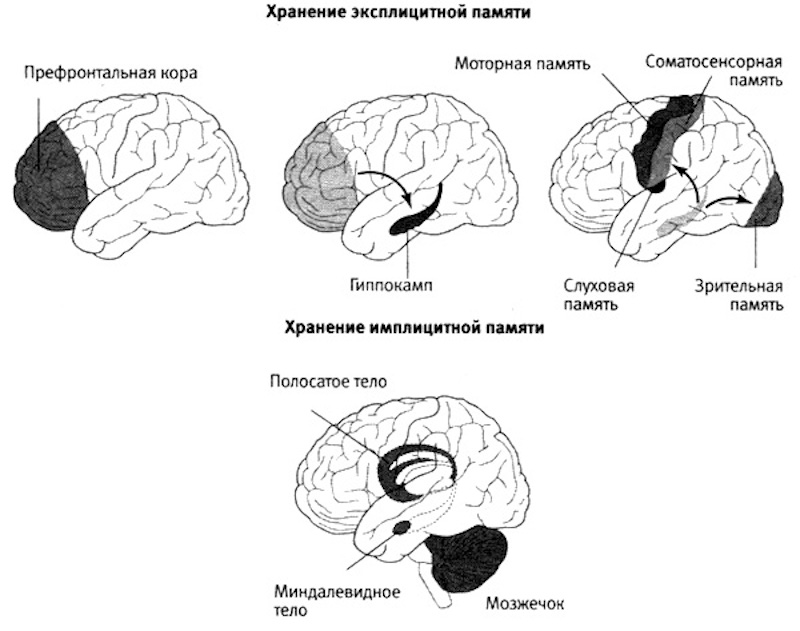 Хранение эксплицитной памяти
Префронтальная кора
Гиппокамп
Моторная память
Соматосенсорная
память
Слуховая
память
Зрительная
память
Хранение имплицитной памяти
Полосатое тело
Миндалевидное
тело
Мозжечок